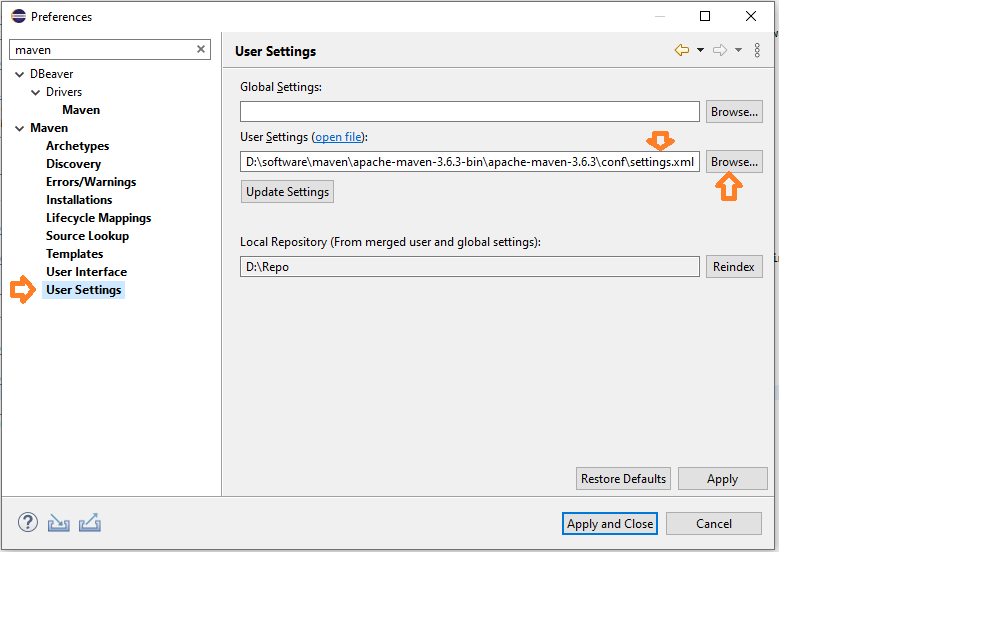 Preferences
maven
User Settings
DBeaver
Drivers
Maven
Maven
Archetypes
Discovery
Errors/Warnings
Installations
Lifecycle Mappings
Source Lookup
Templates
User Interface
User Settings
Global Settings:
Browse...
User Settings (open file):
D:\software\maven\apache-maven-3.6.3-bin\apache-maven-3.6.3\conf\settings.xml Browse...
Update Settings
Local Repository (From merged user and global settings):
D:\Repo Reindex
Restore Defaults Apply
Apply and Close Cancel